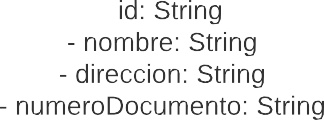 id: String
- nombre: String
- direccion: String
- numeroDocumento: String